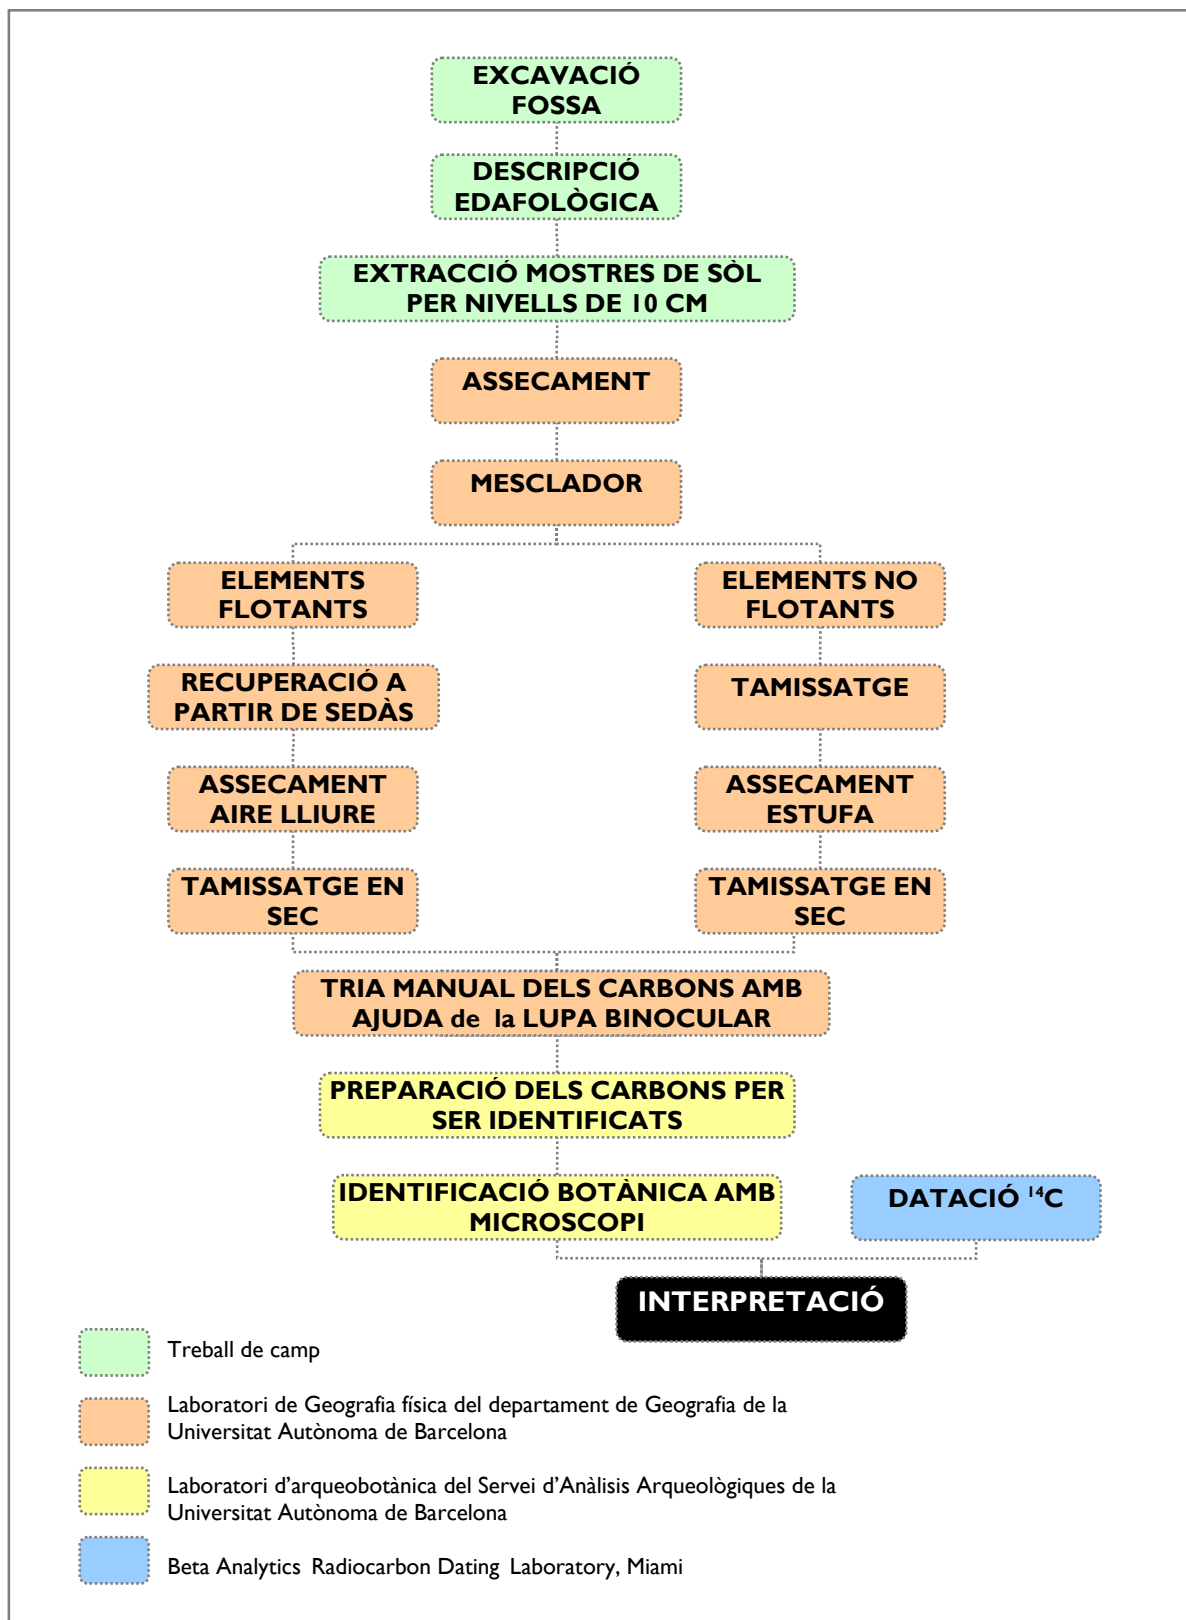 EXCAVACIÓ
FOSSA
DESCRIPCIÓ
EDAFOLÒGICA
EXTRACCIÓ MOSTRES DE SÒL
PER NIVELLS DE 10 CM
ASSECAMENT
MESCLADOR
ELEMENTS
FLOTANTS
ELEMENTS NO
FLOTANTS
RECUPERACIÓ A
PARTIR DE SEDÀS
TAMISSATGE
ASSECAMENT
AIRE LLIURE
ASSECAMENT
ESTUFA
TAMISSATGE EN
SEC
TAMISSATGE EN
SEC
TRIA MANUAL DELS CARBONS AMB
AJUDA de la LUPA BINOCULAR
PREPARACIÓ DELS CARBONS PER
SER IDENTIFICATS
IDENTIFICACIÓ BOTÀNICA AMB
MICROSCOPI
DATACIÓ ¹⁴C
INTERPRETACIÓ
Treball de camp
Laboratori de Geografia física del departament de Geografia de la
Universitat Autònoma de Barcelona
Laboratori d'arqueobotànica del Servei d'Anàlisis Arqueològiques de la
Universitat Autònoma de Barcelona
Beta Analytics Radiocarbon Dating Laboratory, Miami